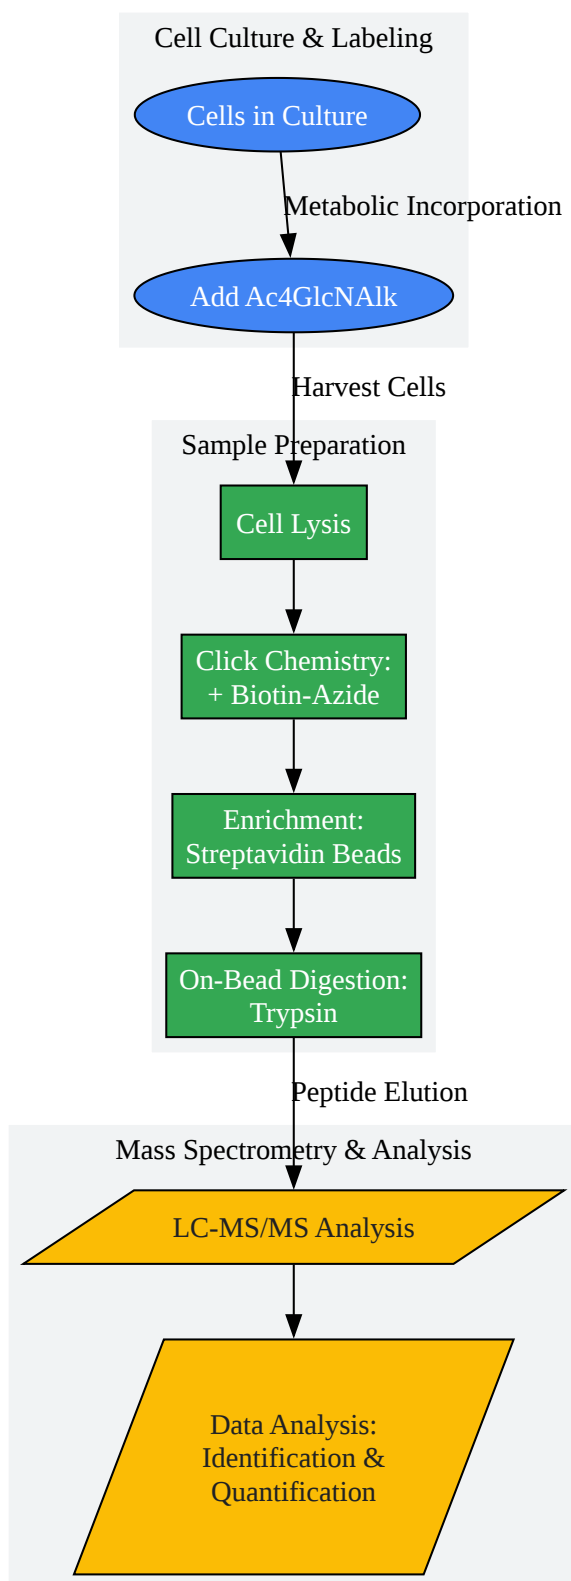 Cell Culture & Labeling
Cells in Culture
Metabolic Incorporation
Add Ac4GlcNAlk
Harvest Cells
Sample Preparation
Cell Lysis
Click Chemistry:
+ Biotin-Azide
Enrichment:
Streptavidin Beads
On-Bead Digestion:
Trypsin
Peptide Elution
Mass Spectrometry & Analysis
LC-MS/MS Analysis
Data Analysis:
Identification &
Quantification